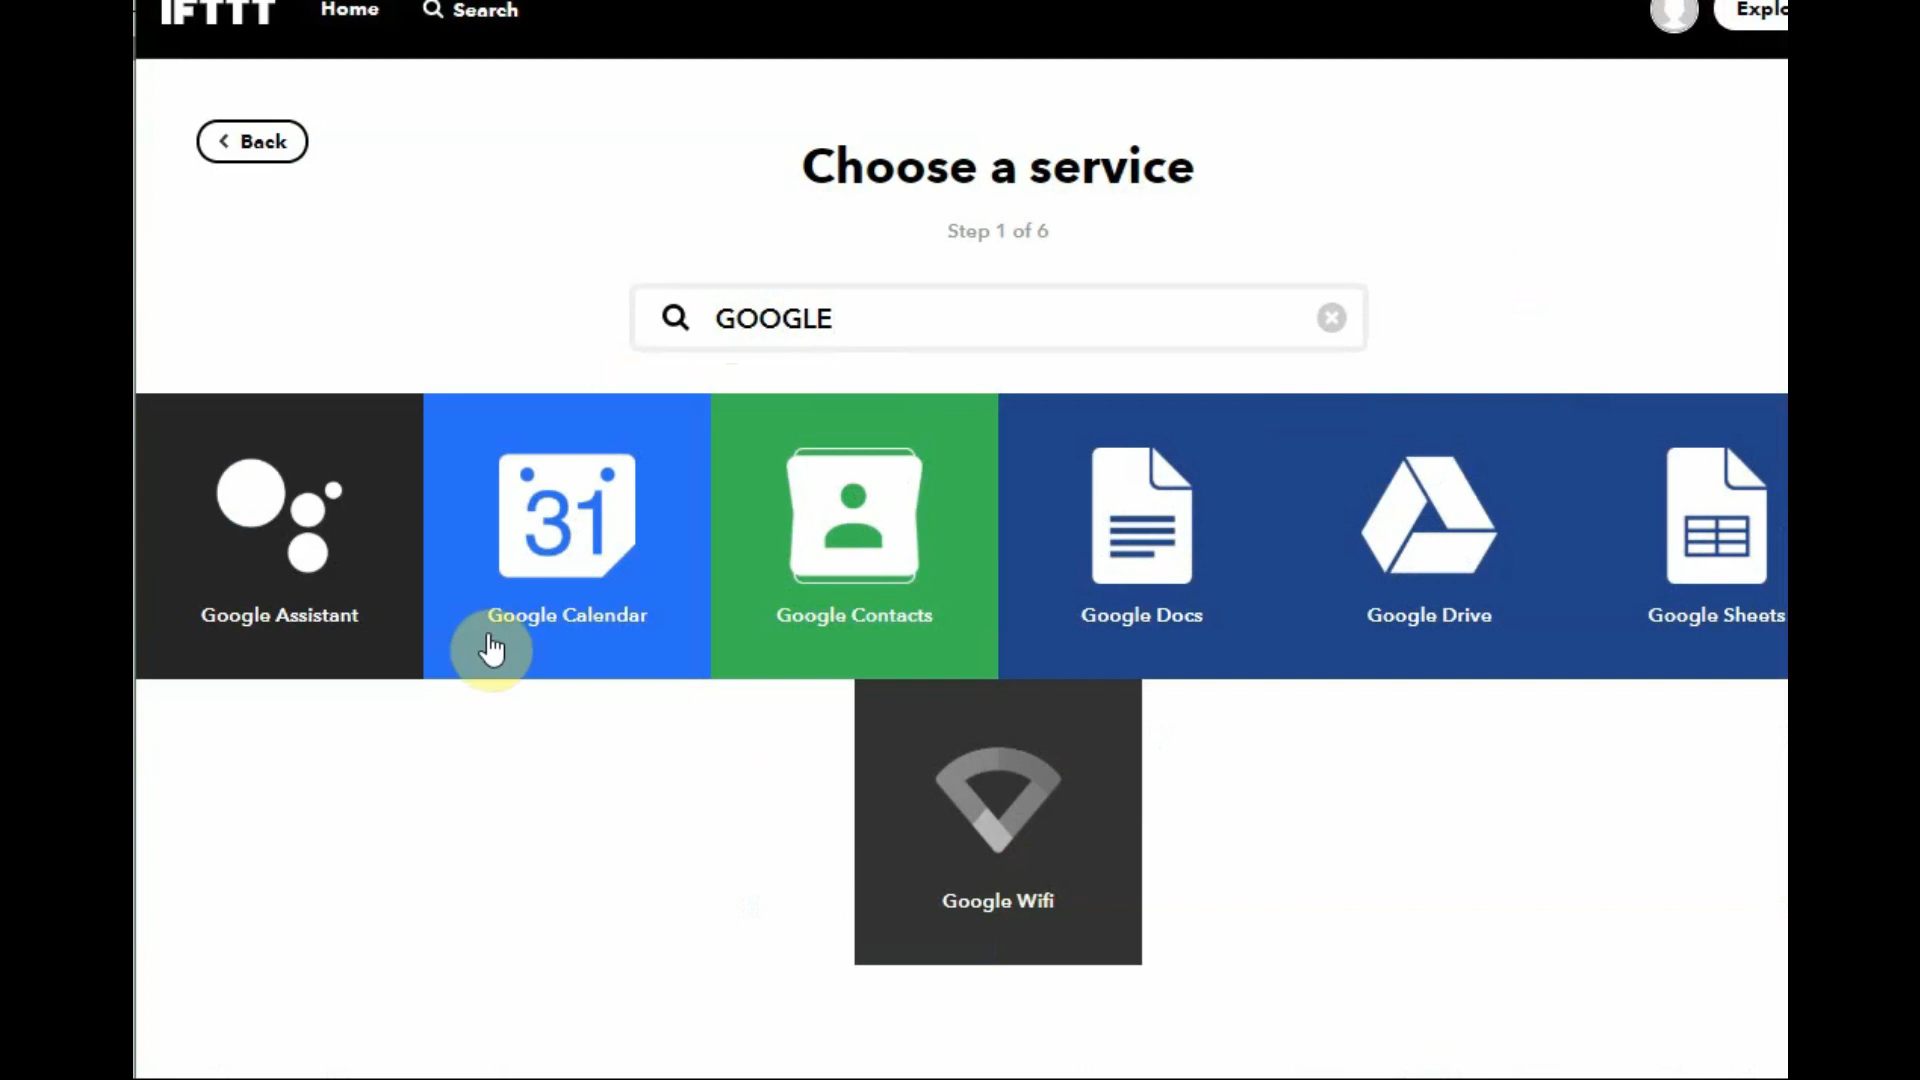 IFTTT Home Search Explo
Back
Choose a service
Step 1 of 6
GOOGLE
31
Google Assistant Google Calendar Google Contacts Google Docs Google Drive Google Sheets
Google Wifi